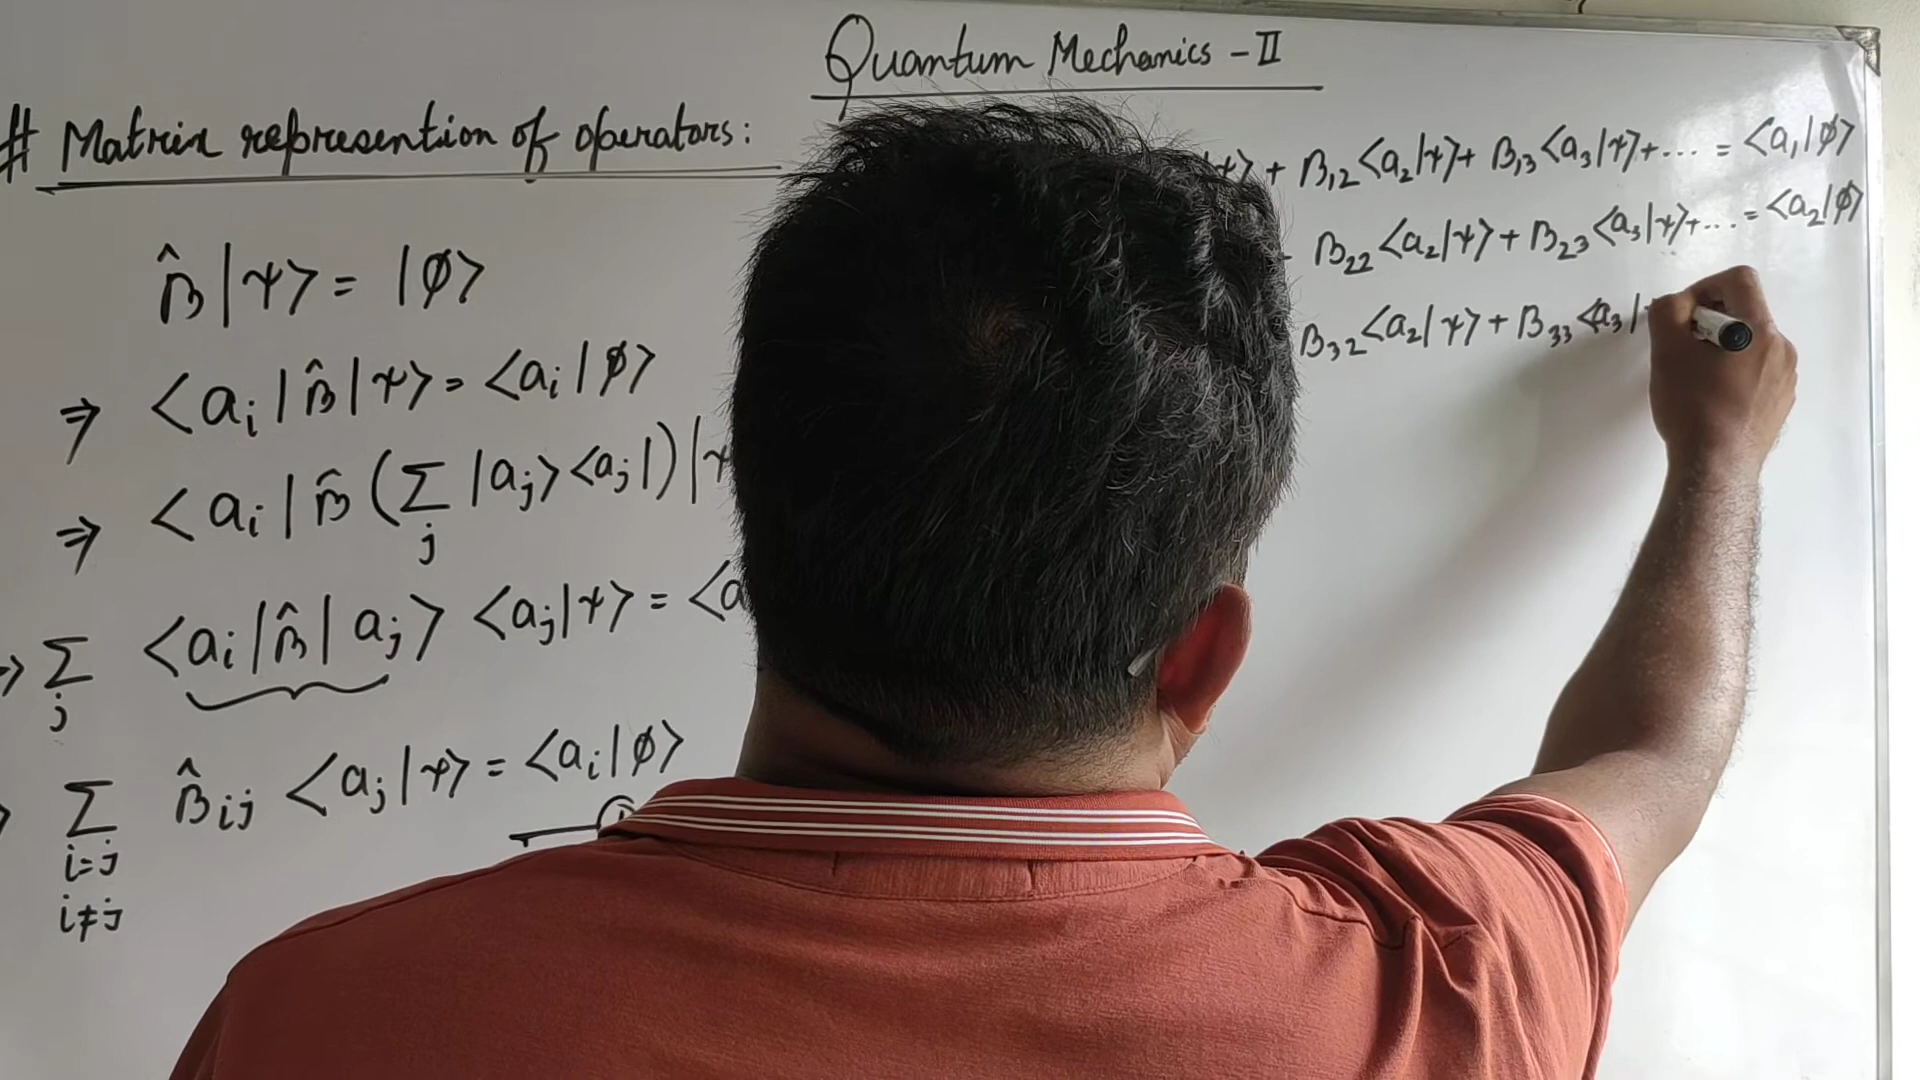 Quantum Mechanics - II
# Matrix represention of operators:
B̂|ψ> = |φ>
⇒ <aᵢ|B̂|ψ> = <aᵢ|φ>
⇒ <aᵢ|B̂(Σⱼ |aⱼ><aⱼ|)|ψ
⇒ Σⱼ <aᵢ|B̂|aⱼ> <aⱼ|ψ> = <a
Σ B̂ᵢⱼ <aⱼ|ψ> = <aᵢ|φ>
i=j
i≠j
ψ> + B₁₂<a₂|ψ> + B₁₃<a₃|ψ> + ... = <a₁|φ>
B₂₂<a₂|ψ> + B₂₃<a₃|ψ> + ... = <a₂|φ>
B₃₂<a₂|ψ> + B₃₃<a₃|